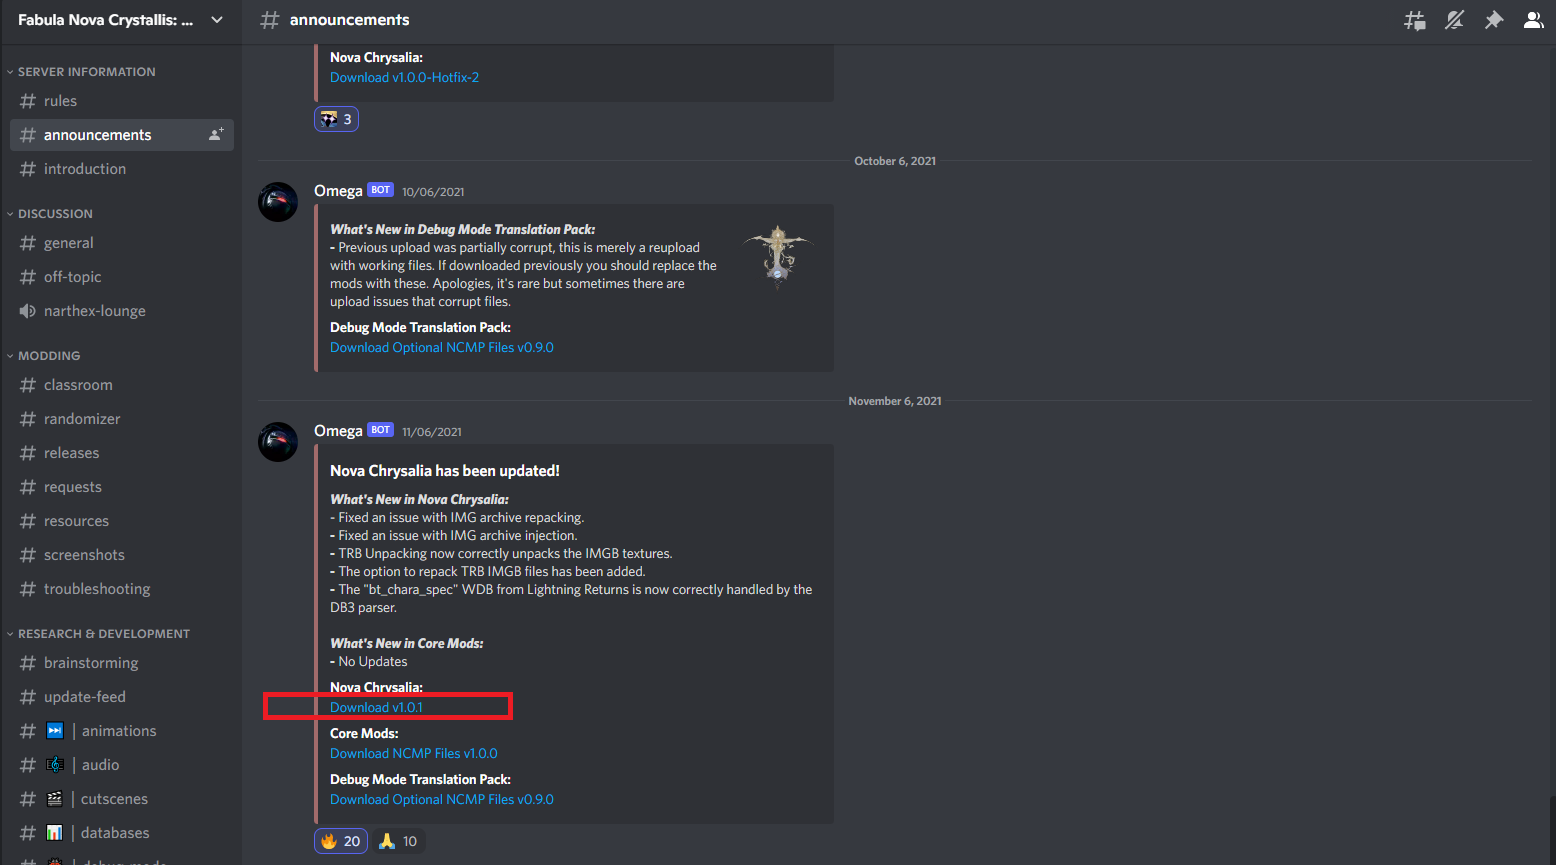 Fabula Nova Crystallis: ...
announcements
SERVER INFORMATION
rules
announcements
introduction
DISCUSSION
general
off-topic
narthex-lounge
MODDING
classroom
randomizer
releases
requests
resources
screenshots
troubleshooting
RESEARCH & DEVELOPMENT
brainstorming
update-feed
| animations
| audio
| cutscenes
| databases
Nova Chrysalia:
Download v1.0.0-Hotfix-2
3
October 6, 2021
Omega BOT 10/06/2021
What's New in Debug Mode Translation Pack:
- Previous upload was partially corrupt, this is merely a reupload
with working files. If downloaded previously you should replace the
mods with these. Apologies, it's rare but sometimes there are
upload issues that corrupt files.
Debug Mode Translation Pack:
Download Optional NCMP Files v0.9.0
November 6, 2021
Omega BOT 11/06/2021
Nova Chrysalia has been updated!
What's New in Nova Chrysalia:
- Fixed an issue with IMG archive repacking.
- Fixed an issue with IMG archive injection.
- TRB Unpacking now correctly unpacks the IMGB textures.
- The option to repack TRB IMGB files has been added.
- The "bt_chara_spec" WDB from Lightning Returns is now correctly handled by the
DB3 parser.
What's New in Core Mods:
- No Updates
Nova Chrysalia:
Download v1.0.1
Core Mods:
Download NCMP Files v1.0.0
Debug Mode Translation Pack:
Download Optional NCMP Files v0.9.0
20 10